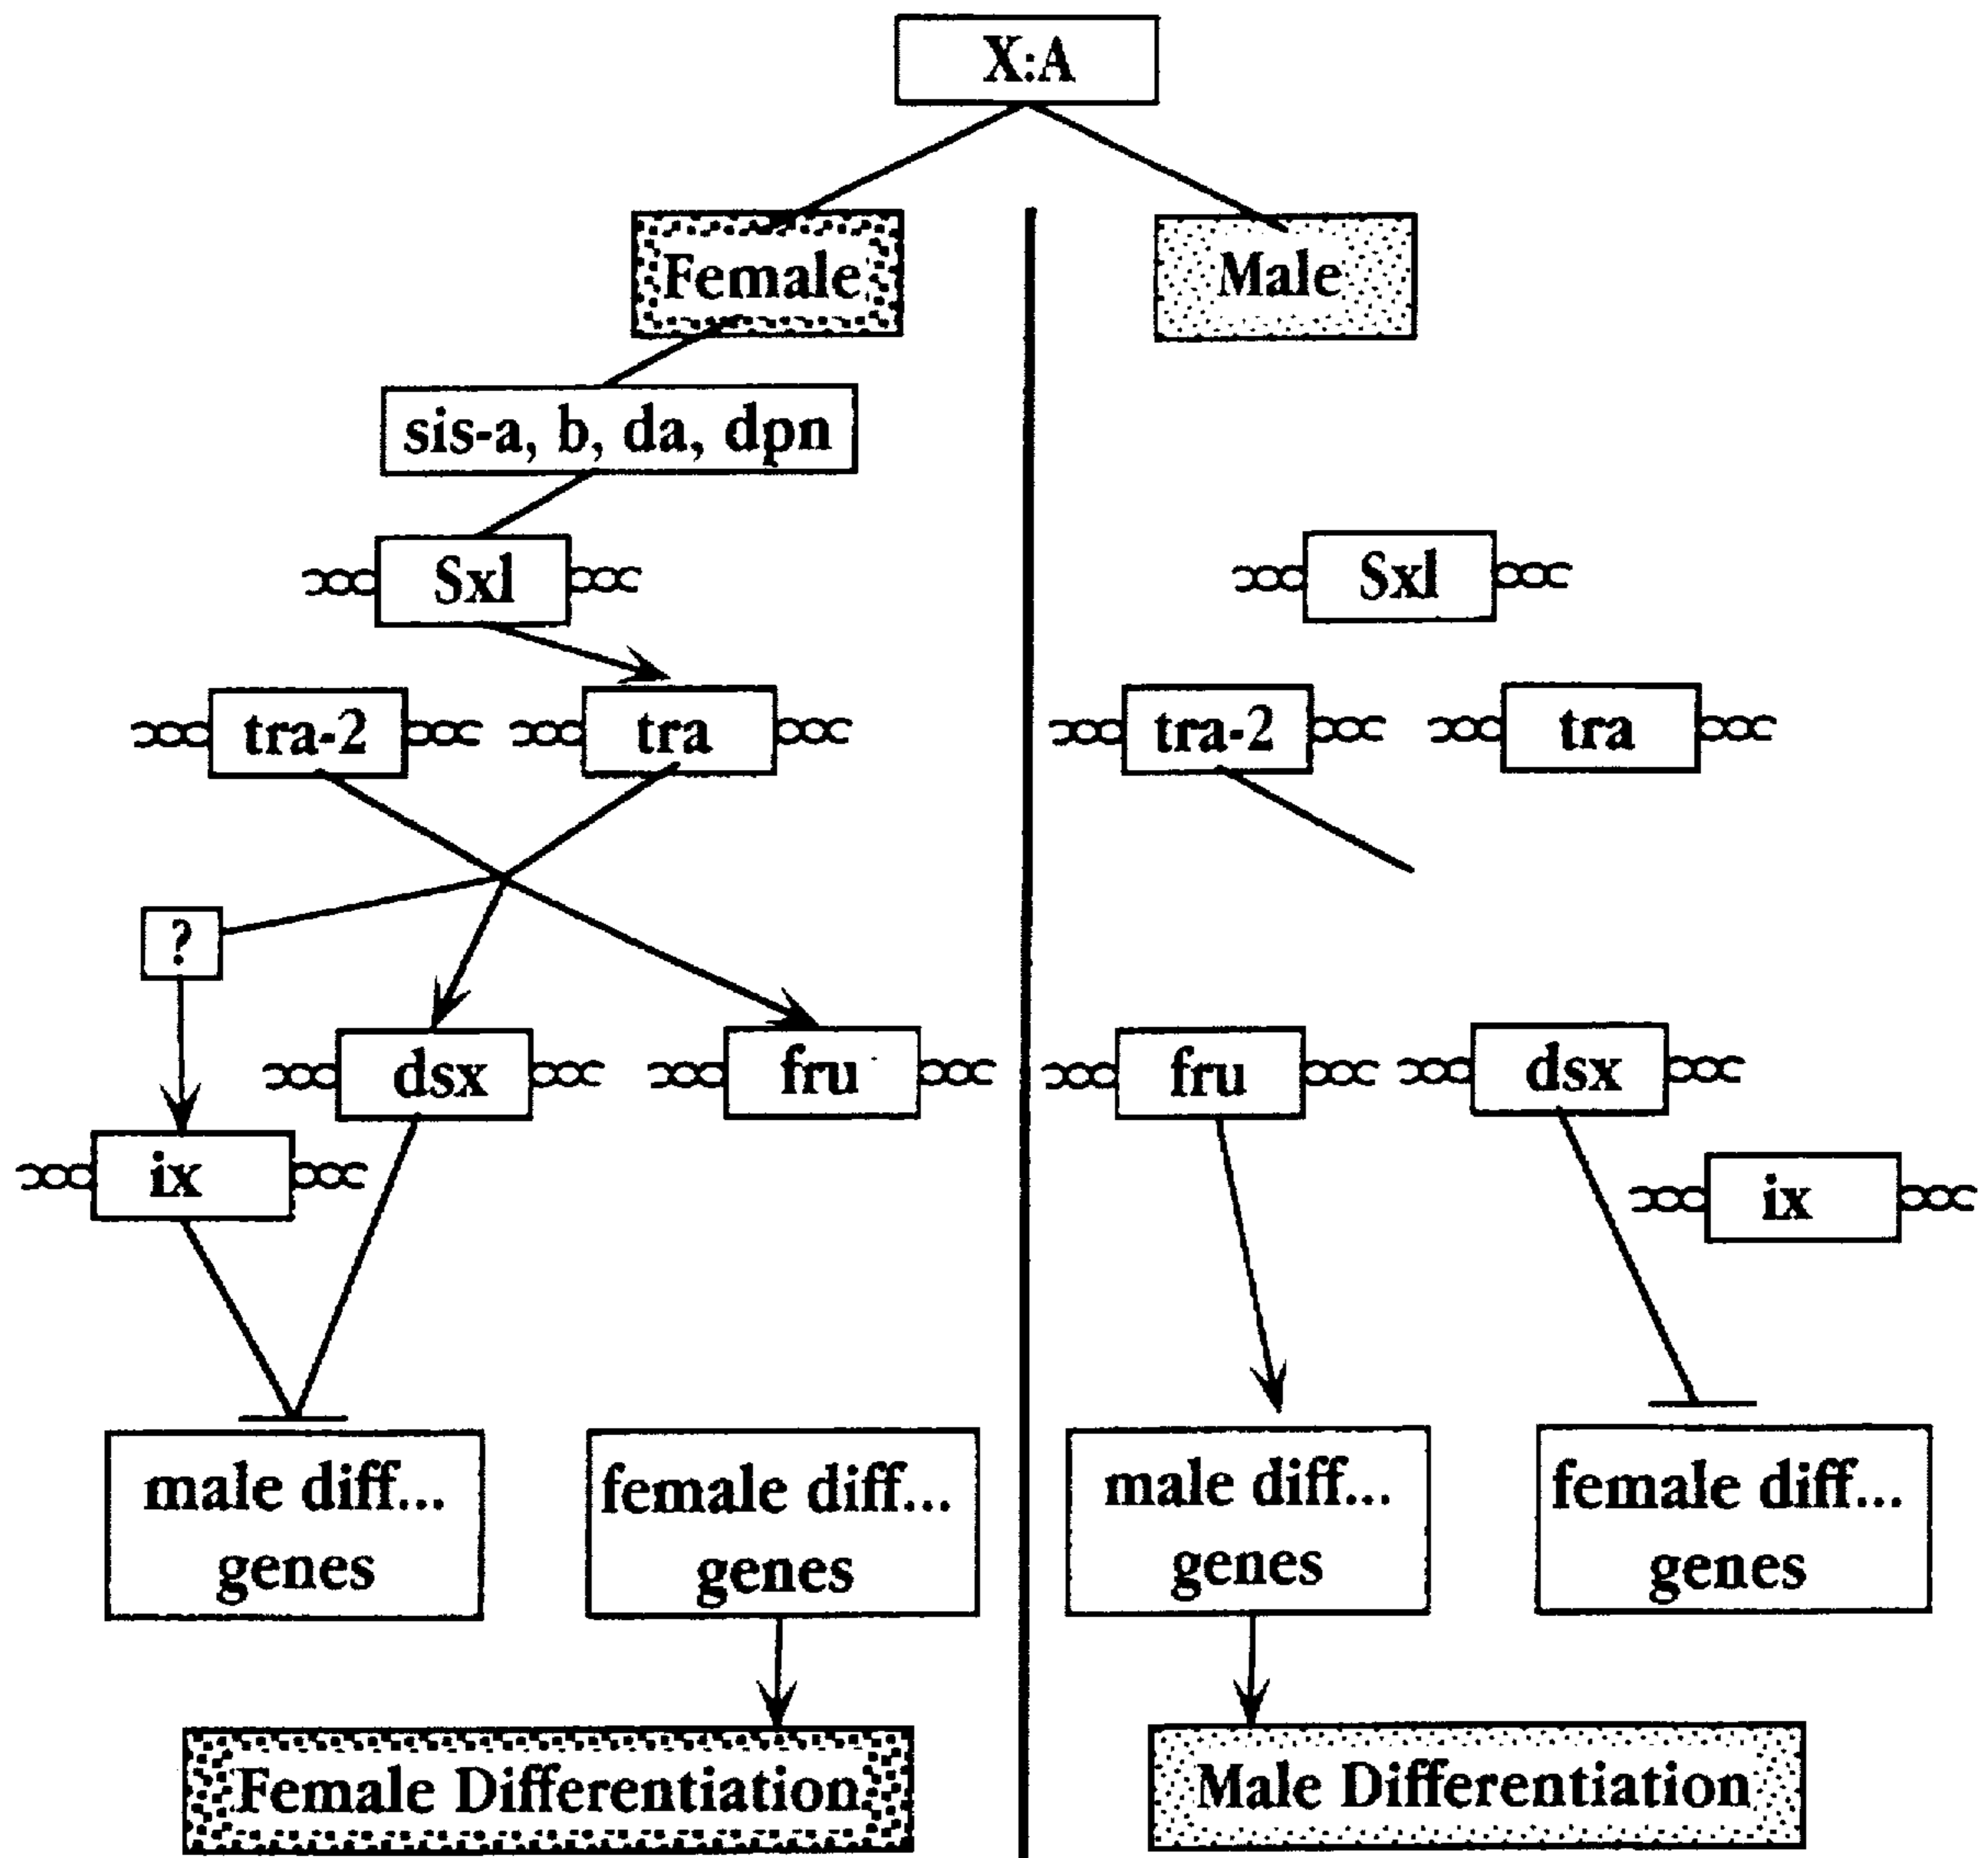 X:A
Female
Male
sis-a, b, da, dpn
Sxl
Sxl
tra-2
tra
tra-2
tra
?
dsx
fru
fru
dsx
ix
ix
male diff...
genes
female diff...
genes
male diff...
genes
female diff...
genes
Female Differentiation
Male Differentiation